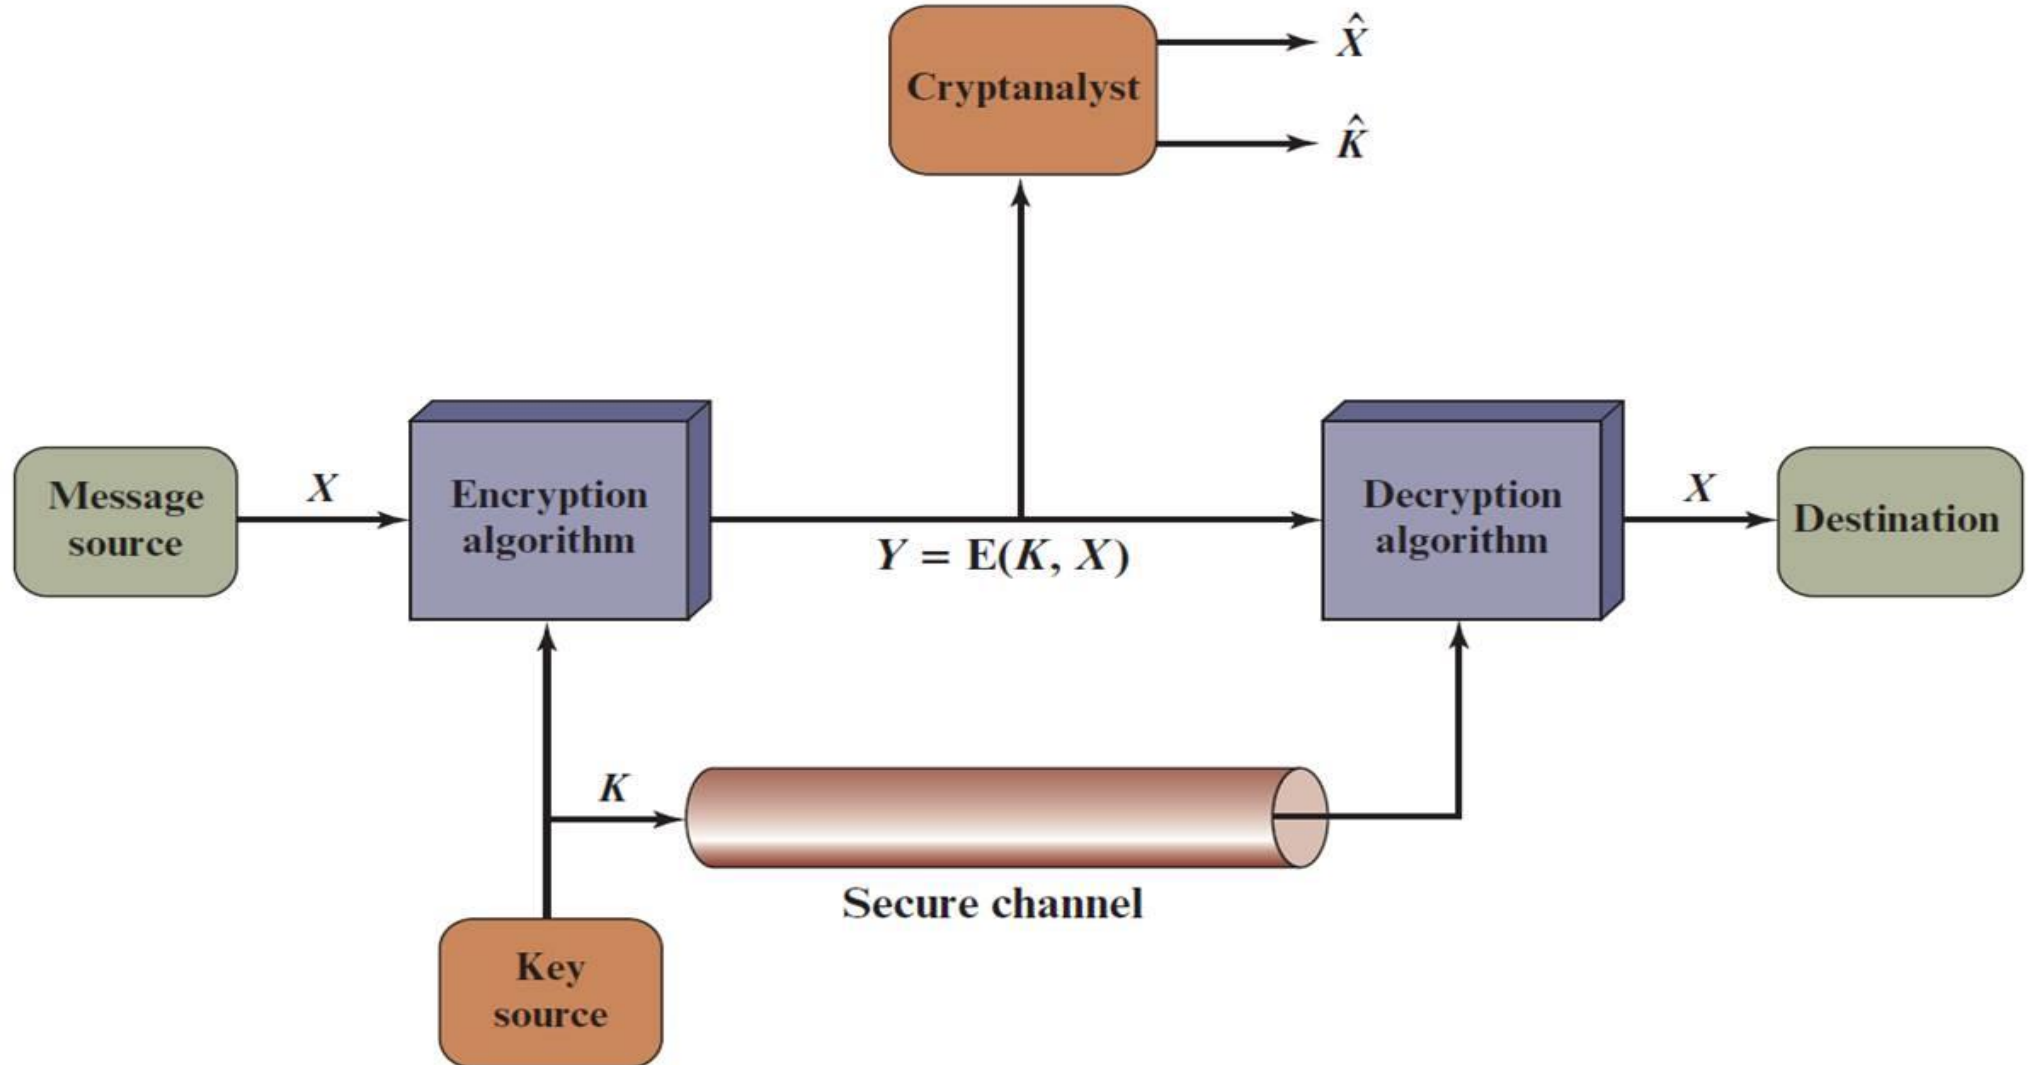 Cryptanalyst
X̂
K̂
Message
source
X
Encryption
algorithm
Y = E(K, X)
Decryption
algorithm
X
Destination
K
Secure channel
Key
source